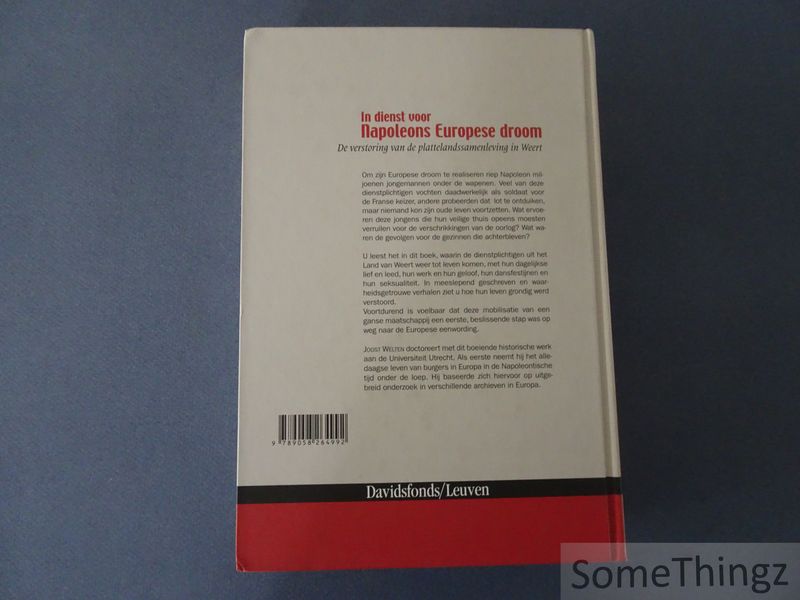 In dienst voor
Napoleons Europese droom
De verstoring van de plattelandssamenleving in Weert
Om zijn Europese droom te realiseren riep Napoleon mil-
joenen jongemannen onder de wapenen. Veel van deze
dienstplichtigen vochten daadwerkelijk als soldaat voor
de Franse keizer, andere probeerden dat lot te ontduiken,
maar niemand kon zijn oude leven voortzetten. Wat ervoe-
ren deze jongens die hun veilige thuis opeens moesten
verruilen voor de verschrikkingen van de oorlog? Wat wa-
ren de gevolgen voor de gezinnen die achterbleven?
U leest het in dit boek, waarin de dienstplichtigen uit het
Land van Weert weer tot leven komen, met hun dagelijkse
lief en leed, hun werk en hun geloof, hun dansfestijnen en
hun seksualiteit. In meeslepend geschreven en waar-
heidsgetrouwe verhalen ziet u hoe hun leven grondig werd
verstoord.
Voortdurend is voelbaar dat deze mobilisatie van een
ganse maatschappij een eerste, beslissende stap was op
weg naar de Europese eenwording.
JOOST WELTEN doctoreert met dit boeiende historische werk
aan de Universiteit Utrecht. Als eerste neemt hij het alle-
daagse leven van burgers in Europa in de Napoleontische
tijd onder de loep. Hij baseerde zich hiervoor op uitge-
breid onderzoek in verschillende archieven in Europa.
9 789058 264992
Davidsfonds/Leuven
SomeThingz